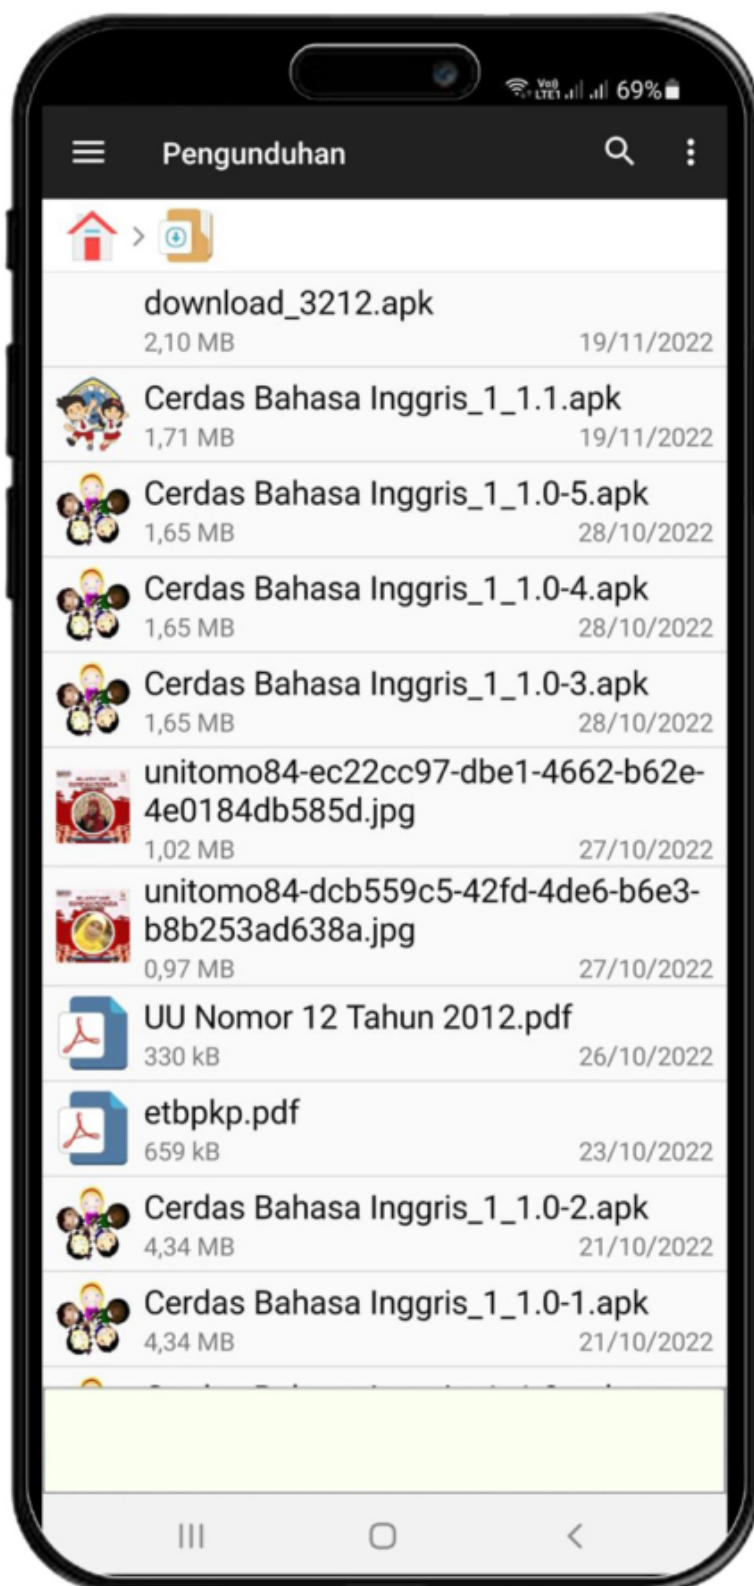 Vo))
LTE1
69%
Pengunduhan
download_3212.apk
2,10 MB
19/11/2022
Cerdas Bahasa Inggris_1_1.1.apk
1,71 MB
19/11/2022
Cerdas Bahasa Inggris_1_1.0-5.apk
1,65 MB
28/10/2022
Cerdas Bahasa Inggris_1_1.0-4.apk
1,65 MB
28/10/2022
Cerdas Bahasa Inggris_1_1.0-3.apk
1,65 MB
28/10/2022
unitomo84-ec22cc97-dbe1-4662-b62e-
4e0184db585d.jpg
1,02 MB
27/10/2022
unitomo84-dcb559c5-42fd-4de6-b6e3-
b8b253ad638a.jpg
0,97 MB
27/10/2022
UU Nomor 12 Tahun 2012.pdf
330 kB
26/10/2022
etbpkp.pdf
659 kB
23/10/2022
Cerdas Bahasa Inggris_1_1.0-2.apk
4,34 MB
21/10/2022
Cerdas Bahasa Inggris_1_1.0-1.apk
4,34 MB
21/10/2022